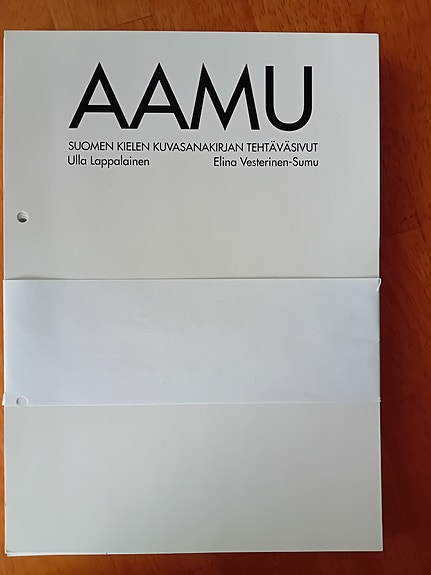 AAMU
SUOMEN KIELEN KUVASANAKIRJAN TEHTÄVÄSIVUT
Ulla Lappalainen Elina Vesterinen-Sumu